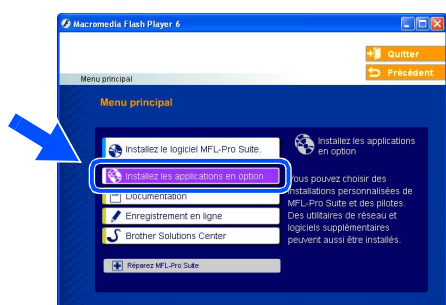 Macromedia Flash Player 6
Quitter
Précédent
Menu principal
Menu principal
Installez le logiciel MFL-Pro Suite.
Installez les applications en option
Documentation
Enregistrement en ligne
Brother Solutions Center
Réparez MFL-Pro Suite
Installez les applications
en option
Vous pouvez choisir des
installations personnalisées de
MFL-Pro Suite et des pilotes.
Des utilitaires de réseau et
logiciels supplémentaires
peuvent aussi être installés.